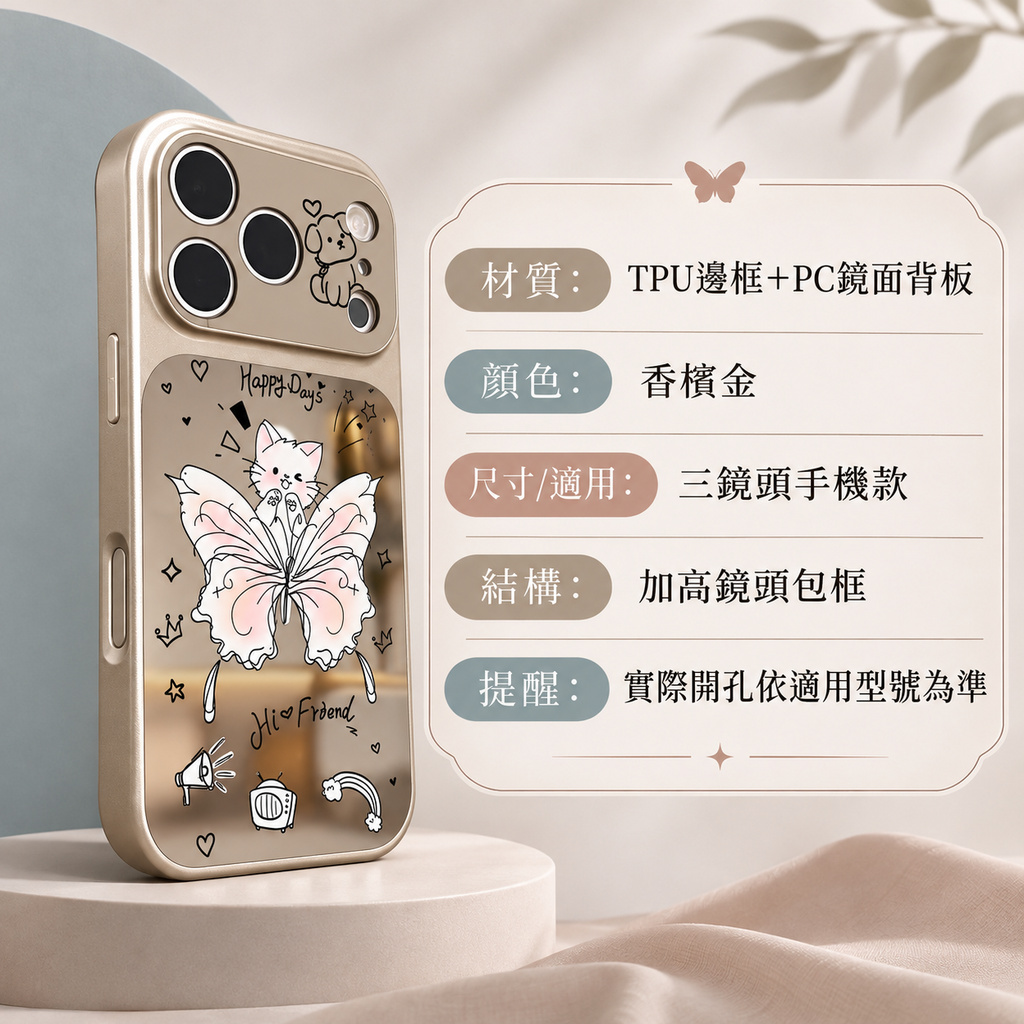 Happy Days
Hi Friend
材質：
TPU邊框+PC鏡面背板
顏色：
香檳金
尺寸/適用：
三鏡頭手機款
結構：
加高鏡頭包框
提醒：
實際開孔依適用型號為準